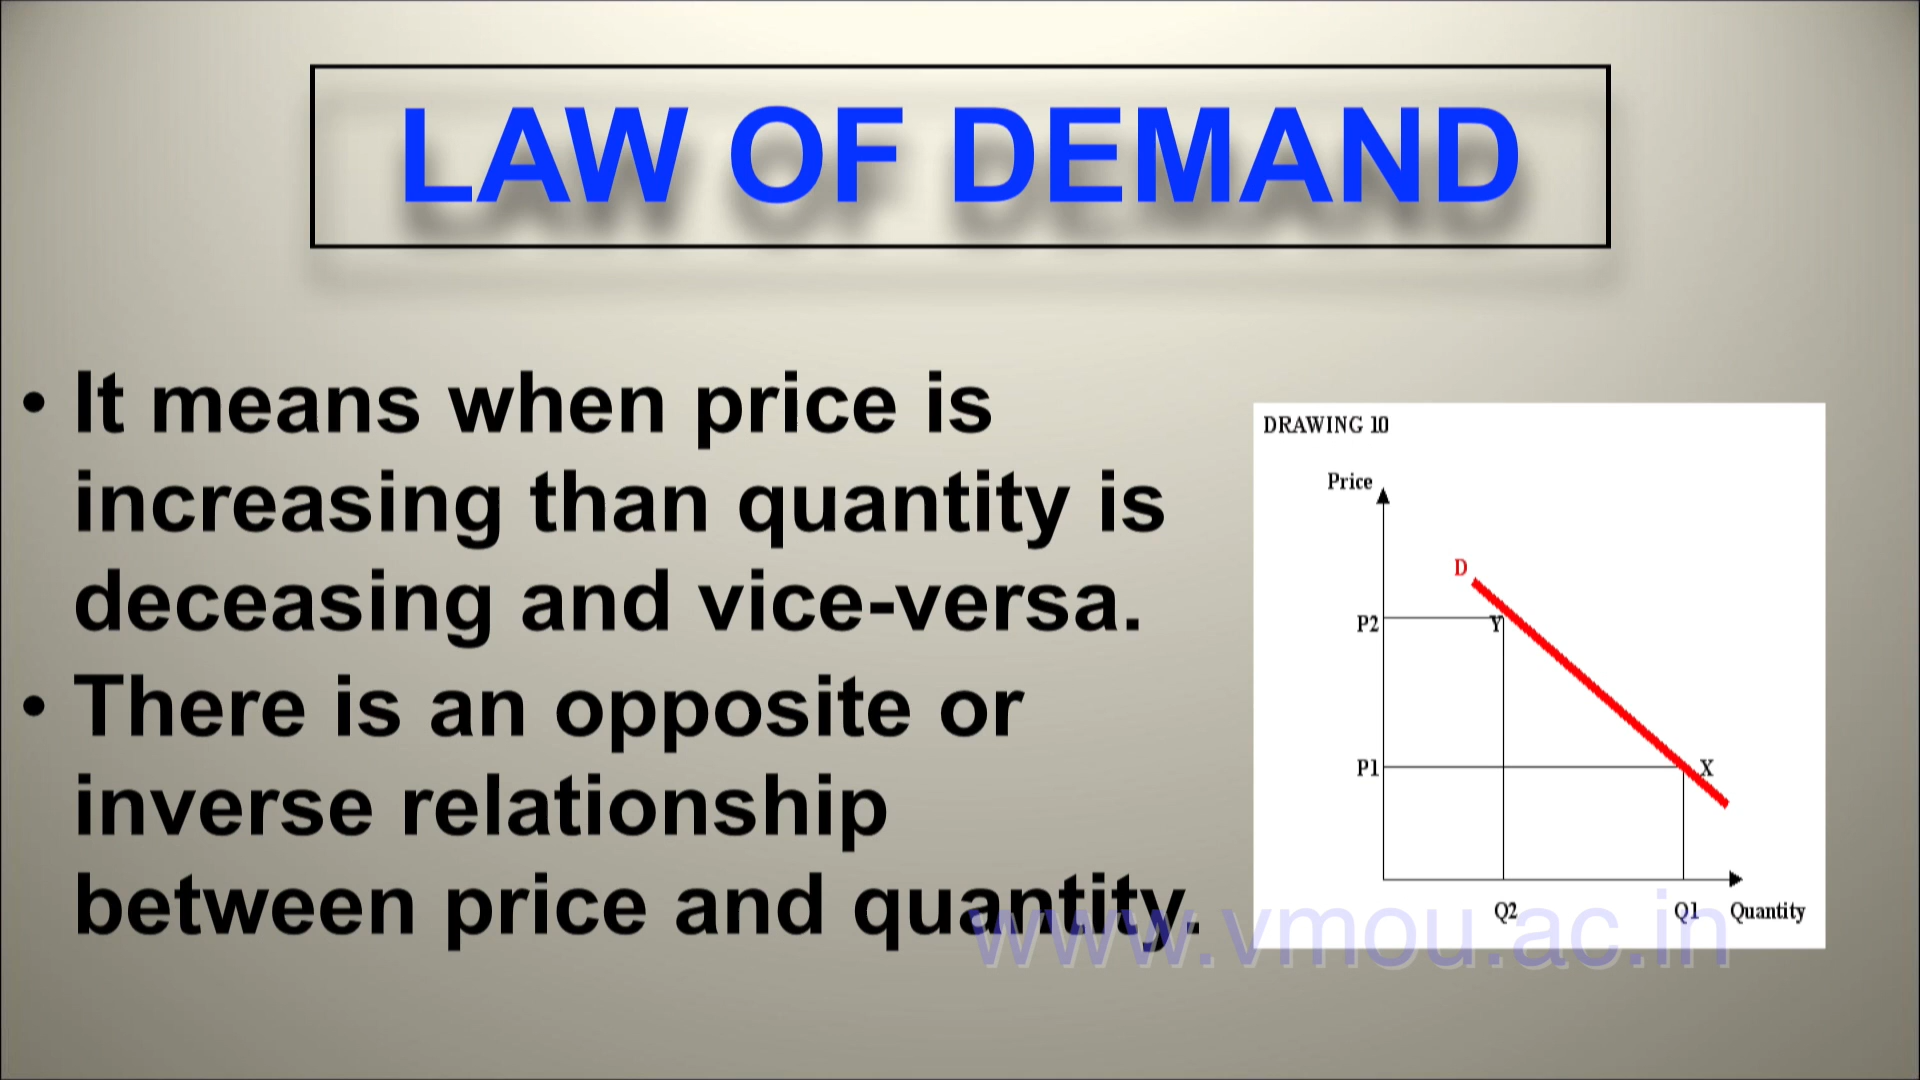 LAW OF DEMAND
• It means when price is
increasing than quantity is
deceasing and vice-versa.
• There is an opposite or
inverse relationship
between price and quantity.
DRAWING 10
Price
D
P2
Y
P1
X
Q2
Q1
Quantity
www.vmou.ac.in